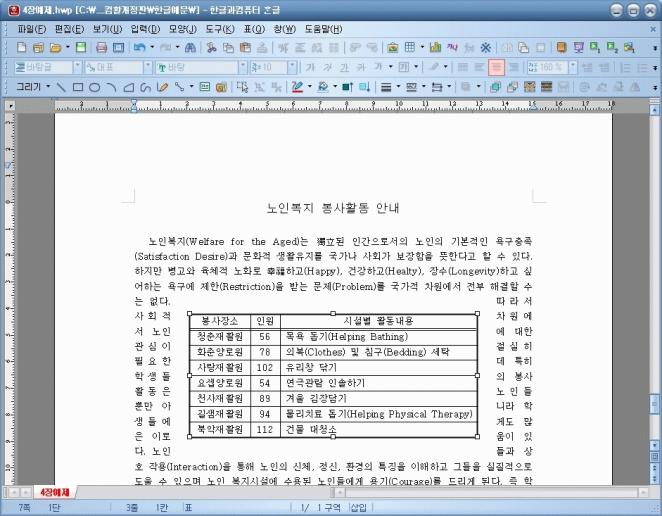 4장예제.hwp [C:₩...검활개정판₩한글예문₩] - 한글과컴퓨터 한글
파일(F) 편집(E) 보기(U) 입력(D) 모양(J) 도구(K) 표(Q) 창(W) 도움말(H)
바탕글 대표 바탕 10 가 가 가 가 160 %
그리기
노인복지 봉사활동 안내
노인복지(Welfare for the Aged)는 獨立된 인간으로서의 노인의 기본적인 욕구충족
(Satisfaction Desire)과 문화적 생활유지를 국가나 사회가 보장함을 뜻한다고 할 수 있다.
하지만 병고와 육체적 노화로 幸福하고(Happy), 건강하고(Healty), 장수(Longevity)하고 싶
어하는 욕구에 제한(Restriction)을 받는 문제(Problem)를 국가적 차원에서 전부 해결할 수
는 없다. 따라서
사회적 차원에
서 노인 에 대한
관심이 절실히
필요한 데 특히
학생들 의 봉사
활동은 노인들
뿐만 아 니라 학
생들에 게도 많
은 이로 움이 있
다. 노인 들과 상
봉사장소 인원 시설별 활동내용
청춘재활원 56 목욕 돕기(Helping Bathing)
화춘양로원 78 의복(Clothes) 및 침구(Bedding) 세탁
사랑재활원 102 유리창 닦기
요셉양로원 54 연극관람 인솔하기
천사재활원 89 겨울 김장담기
길샘재활원 94 물리치료 돕기(Helping Physical Therapy)
북악재활원 112 건물 대청소
호 작용(Interaction)을 통해 노인의 신체, 정신, 환경의 특징을 이해하고 그들을 실질적으로
도울 수 있으며 노인 복지시설에 수용된 노인들에게 용기(Courage)를 드리게 된다. 즉 학
4장예제
7쪽 1단 3줄 1칸 표 1/ 1 구역 삽입